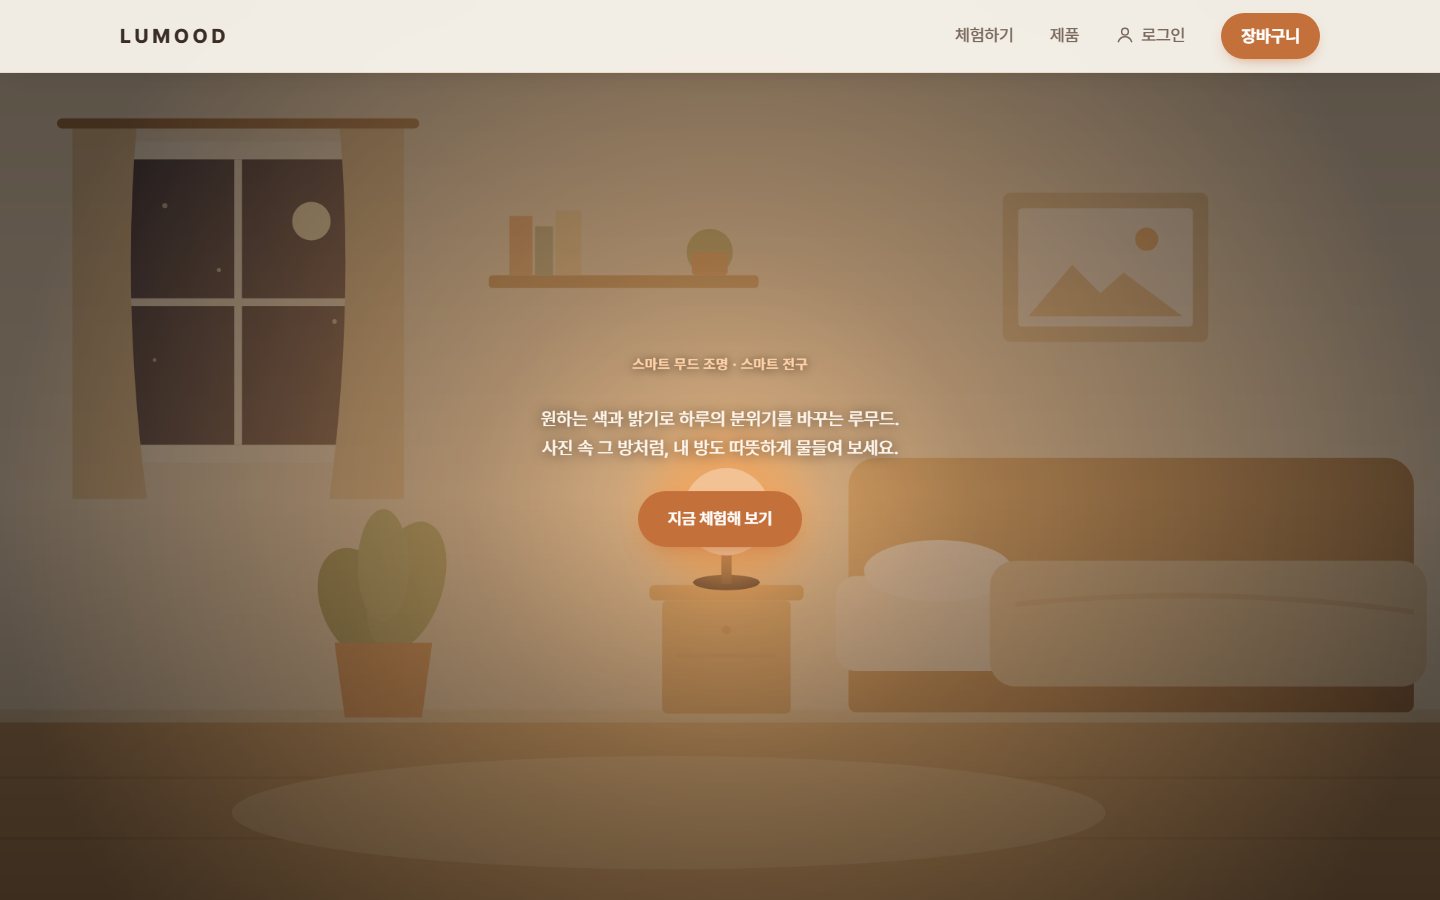 LUMOOD
체험하기
제품
로그인
장바구니
스마트 무드 조명 · 스마트 전구
원하는 색과 밝기로 하루의 분위기를 바꾸는 루무드.
사진 속 그 방처럼, 내 방도 따뜻하게 물들여 보세요.
지금 체험해 보기